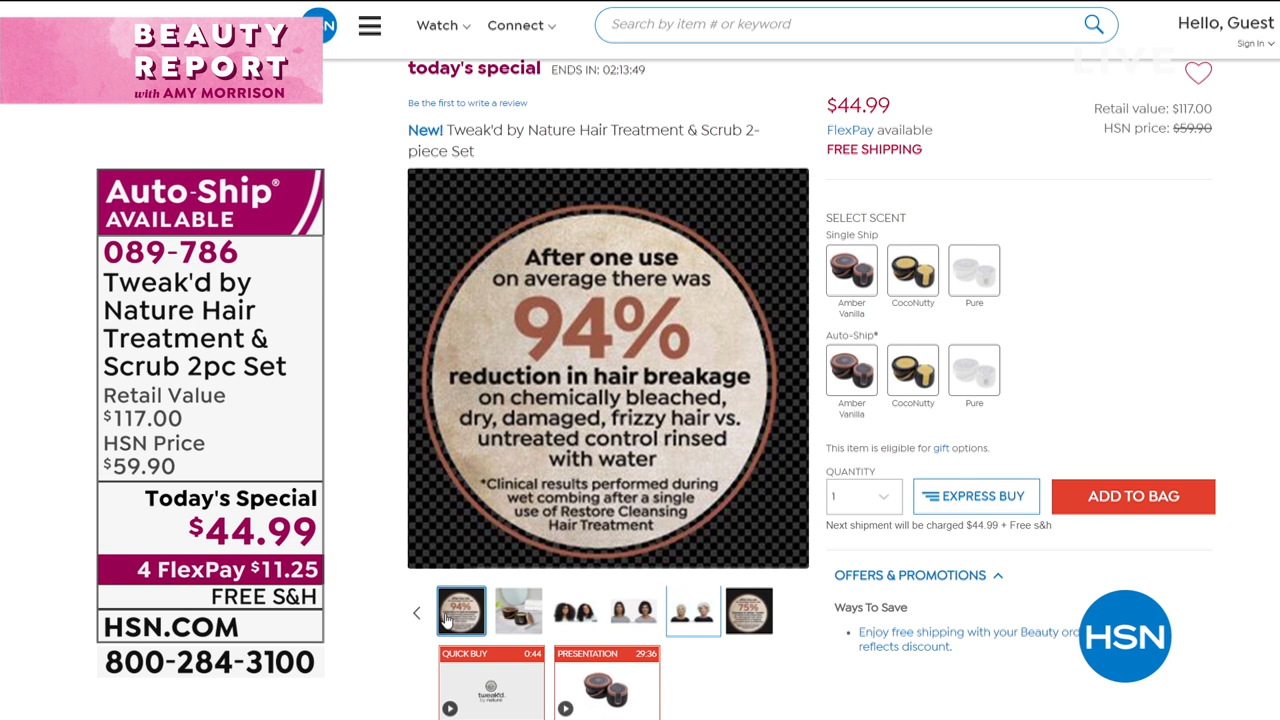 BEAUTY
REPORT
with AMY MORRISON
Watch
Connect
Search by item # or keyword
Hello, Guest
Sign In
LIVE
today's special ENDS IN: 02:13:49
Be the first to write a review
New! Tweak'd by Nature Hair Treatment & Scrub 2-
piece Set
$44.99
Retail value: $117.00
FlexPay available
HSN price: $59.90
FREE SHIPPING
Auto-Ship®
AVAILABLE
089-786
Tweak'd by
Nature Hair
Treatment &
Scrub 2pc Set
Retail Value
$117.00
HSN Price
$59.90
Today's Special
$44.99
4 FlexPay $11.25
FREE S&H
HSN.COM
800-284-3100
After one use
on average there was
94%
reduction in hair breakage
on chemically bleached,
dry, damaged, frizzy hair vs.
untreated control rinsed
with water
*Clinical results performed during
wet combing after a single
use of Restore Cleansing
Hair Treatment
94%
75%
QUICK BUY 0:44
tweak'd
by nature
PRESENTATION 29:36
SELECT SCENT
Single Ship
Amber
Vanilla
CocoNutty
Pure
Auto-Ship*
Amber
Vanilla
CocoNutty
Pure
This item is eligible for gift options.
QUANTITY
1
EXPRESS BUY
ADD TO BAG
Next shipment will be charged $44.99 + Free s&h
OFFERS & PROMOTIONS
Ways To Save
Enjoy free shipping with your Beauty
reflects discount.
HSN